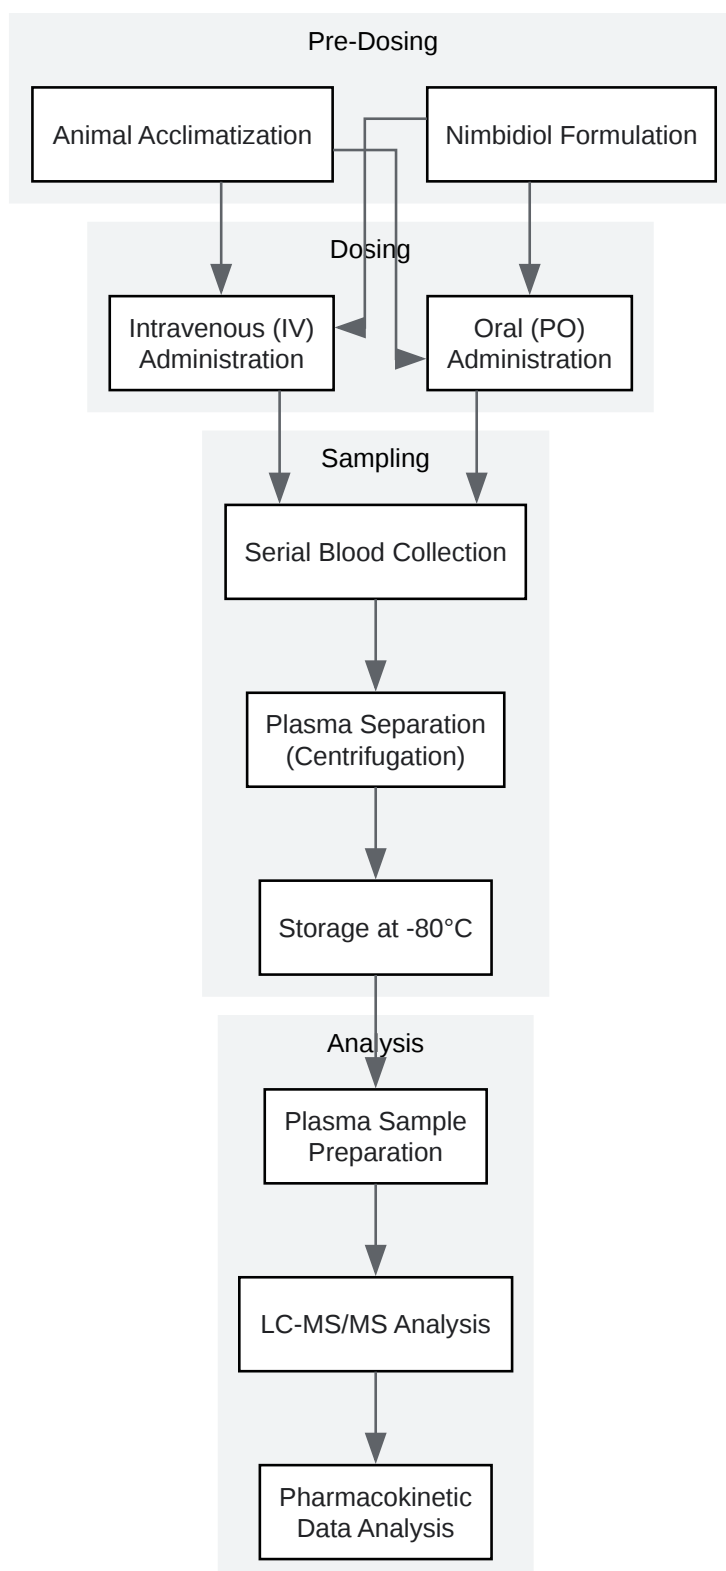 Pre-Dosing
Animal Acclimatization
Nimbidiol Formulation
Dosing
Intravenous (IV)
Administration
Oral (PO)
Administration
Sampling
Serial Blood Collection
Plasma Separation
(Centrifugation)
Storage at -80°C
Analysis
Plasma Sample
Preparation
LC-MS/MS Analysis
Pharmacokinetic
Data Analysis